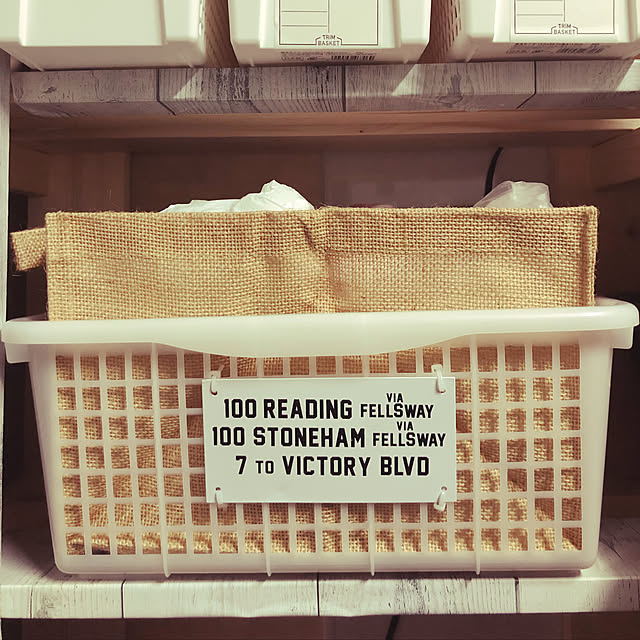 TRIM
BASKET
TRIM
BASKET
100 READING VIA FELLSWAY
100 STONEHAM VIA FELLSWAY
7 TO VICTORY BLVD